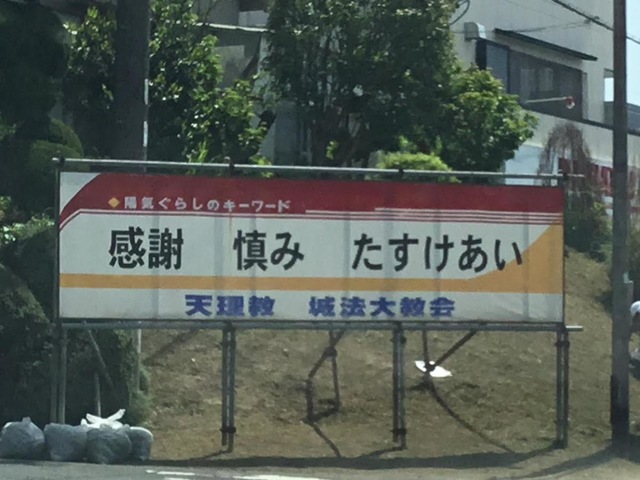 ◆陽気ぐらしのキーワード
感謝 慎み たすけあい
天理教 城法大教会